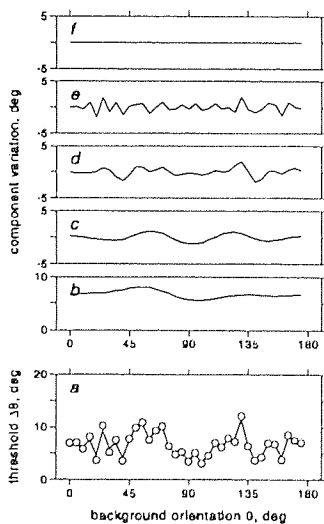 5
f
-5
5
e
-5
5
d
-5
5
c
-5
10
b
0
component variation, deg
0 45 90 135 180
20
a
10
0
threshold Δθ, deg
0 45 90 135 180
background orientation θ, deg